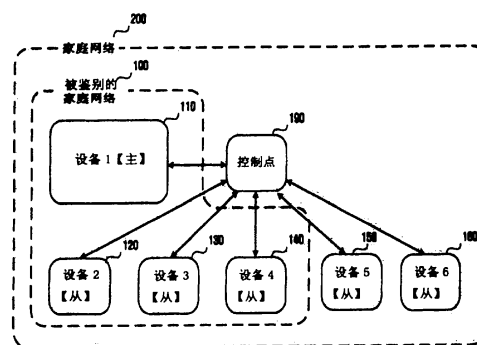 200
家庭网络
100
被鉴别的
家庭网络
110
设备 1【主】
190
控制点
120
设备 2
【从】
130
设备 3
【从】
140
设备 4
【从】
150
设备 5
【从】
160
设备 6
【从】